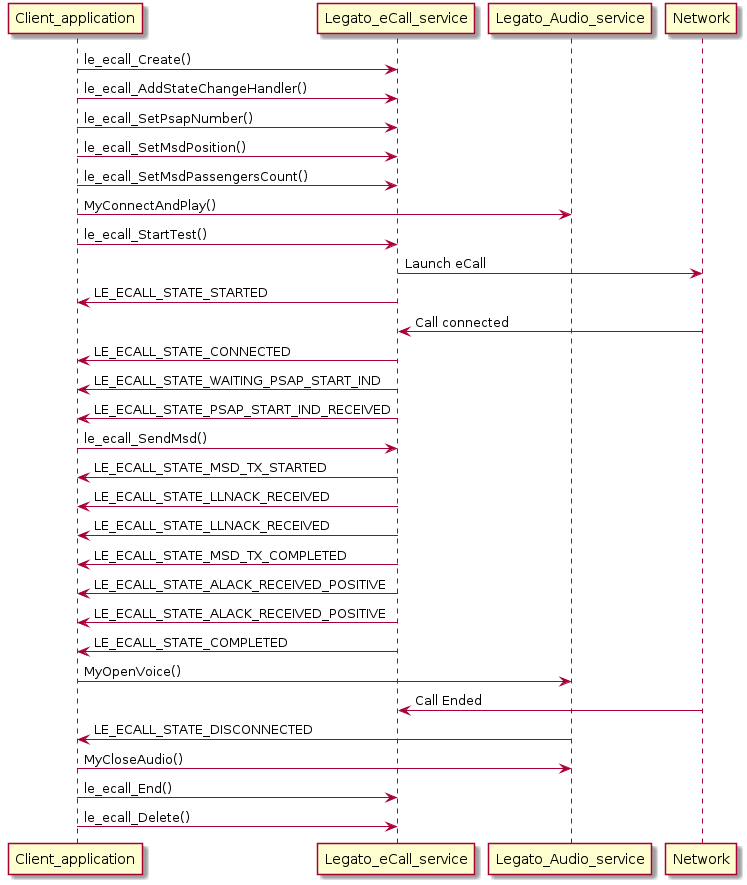 Client_application Legato_eCall_service Legato_Audio_service Network
le_ecall_Create()
le_ecall_AddStateChangeHandler()
le_ecall_SetPsapNumber()
le_ecall_SetMsdPosition()
le_ecall_SetMsdPassengersCount()
MyConnectAndPlay()
le_ecall_StartTest()
Launch eCall
LE_ECALL_STATE_STARTED
Call connected
LE_ECALL_STATE_CONNECTED
LE_ECALL_STATE_WAITING_PSAP_START_IND
LE_ECALL_STATE_PSAP_START_IND_RECEIVED
le_ecall_SendMsd()
LE_ECALL_STATE_MSD_TX_STARTED
LE_ECALL_STATE_LLNACK_RECEIVED
LE_ECALL_STATE_LLNACK_RECEIVED
LE_ECALL_STATE_MSD_TX_COMPLETED
LE_ECALL_STATE_ALACK_RECEIVED_POSITIVE
LE_ECALL_STATE_ALACK_RECEIVED_POSITIVE
LE_ECALL_STATE_COMPLETED
MyOpenVoice()
Call Ended
LE_ECALL_STATE_DISCONNECTED
MyCloseAudio()
le_ecall_End()
le_ecall_Delete()
Client_application Legato_eCall_service Legato_Audio_service Network